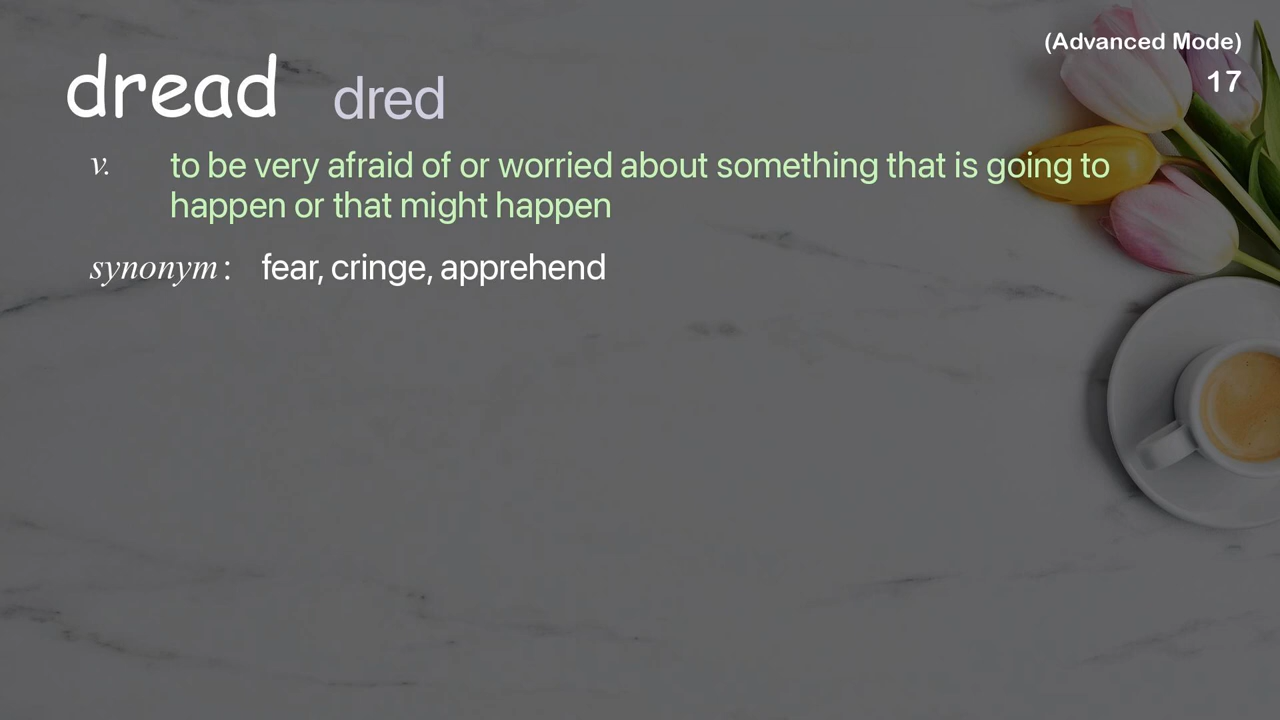 (Advanced Mode)
17
dread dred
v. to be very afraid of or worried about something that is going to
happen or that might happen
synonym: fear, cringe, apprehend